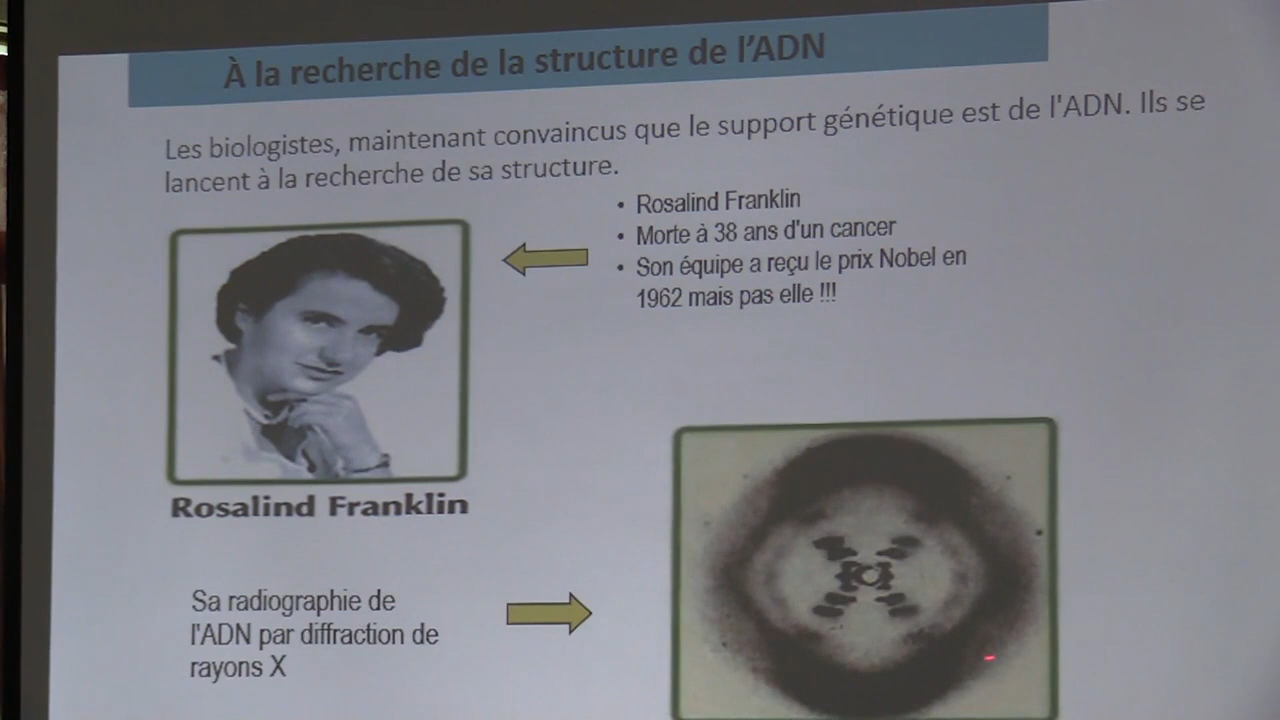 À la recherche de la structure de l’ADN
Les biologistes, maintenant convaincus que le support génétique est de l'ADN. Ils se
lancent à la recherche de sa structure.
• Rosalind Franklin
• Morte à 38 ans d'un cancer
• Son équipe a reçu le prix Nobel en
1962 mais pas elle !!!
Rosalind Franklin
Sa radiographie de
l'ADN par diffraction de
rayons X